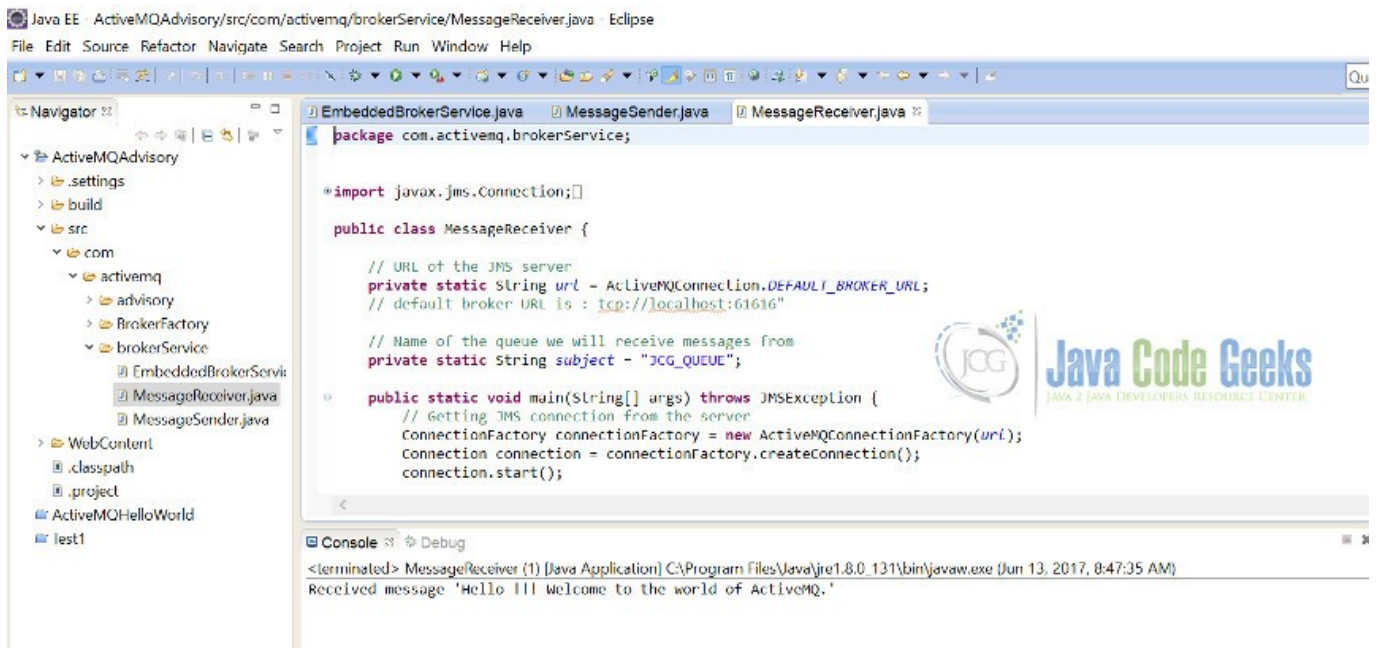 Java EE - ActiveMQAdvisory/src/com/activemq/brokerService/MessageReceiver.java - Eclipse
File Edit Source Refactor Navigate Search Project Run Window Help
Qu
Navigator
ActiveMQAdvisory
.settings
build
src
com
activemq
advisory
BrokerFactory
brokerService
EmbeddedBrokerServi
MessageReceiver.java
MessageSender.java
WebContent
.classpath
.project
ActiveMQHelloWorld
Test1
EmbeddedBrokerService.java MessageSender.java MessageReceiver.java
package com.activemq.brokerService;
import javax.jms.Connection;
public class MessageReceiver {
// URL of the JMS server
private static String url = ActiveMQConnection.DEFAULT_BROKER_URL;
// default broker URL is : tcp://localhost:61616"
// Name of the queue we will receive messages from
private static String subject = "JCG_QUEUE";
public static void main(String[] args) throws JMSException {
// Getting JMS connection from the server
ConnectionFactory connectionFactory = new ActiveMQConnectionFactory(url);
Connection connection = connectionFactory.createConnection();
connection.start();
JCG
Java Code Geeks
JAVA 2 JAVA DEVELOPERS RESOURCE CENTER
Console Debug
<terminated> MessageReceiver (1) [Java Application] C:\Program Files\Java\jre1.8.0_131\bin\javaw.exe (Jun 13, 2017, 8:47:35 AM)
Received message 'Hello !!! Welcome to the world of ActiveMQ.'